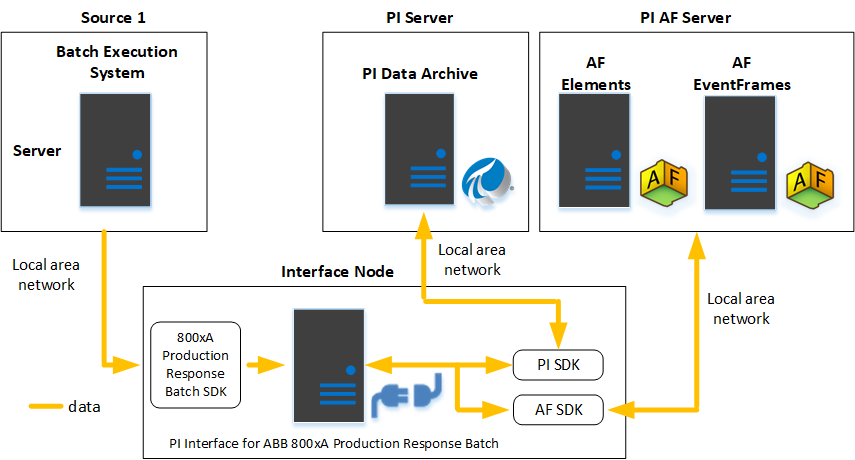 Source 1
PI Server
PI AF Server
Batch Execution
System
Server
PI Data Archive
AF
Elements
AF
EventFrames
A F
A F
Local area
network
Local area
network
Local area
network
Interface Node
800xA
Production
Response
Batch SDK
PI SDK
AF SDK
data
PI Interface for ABB 800xA Production Response Batch